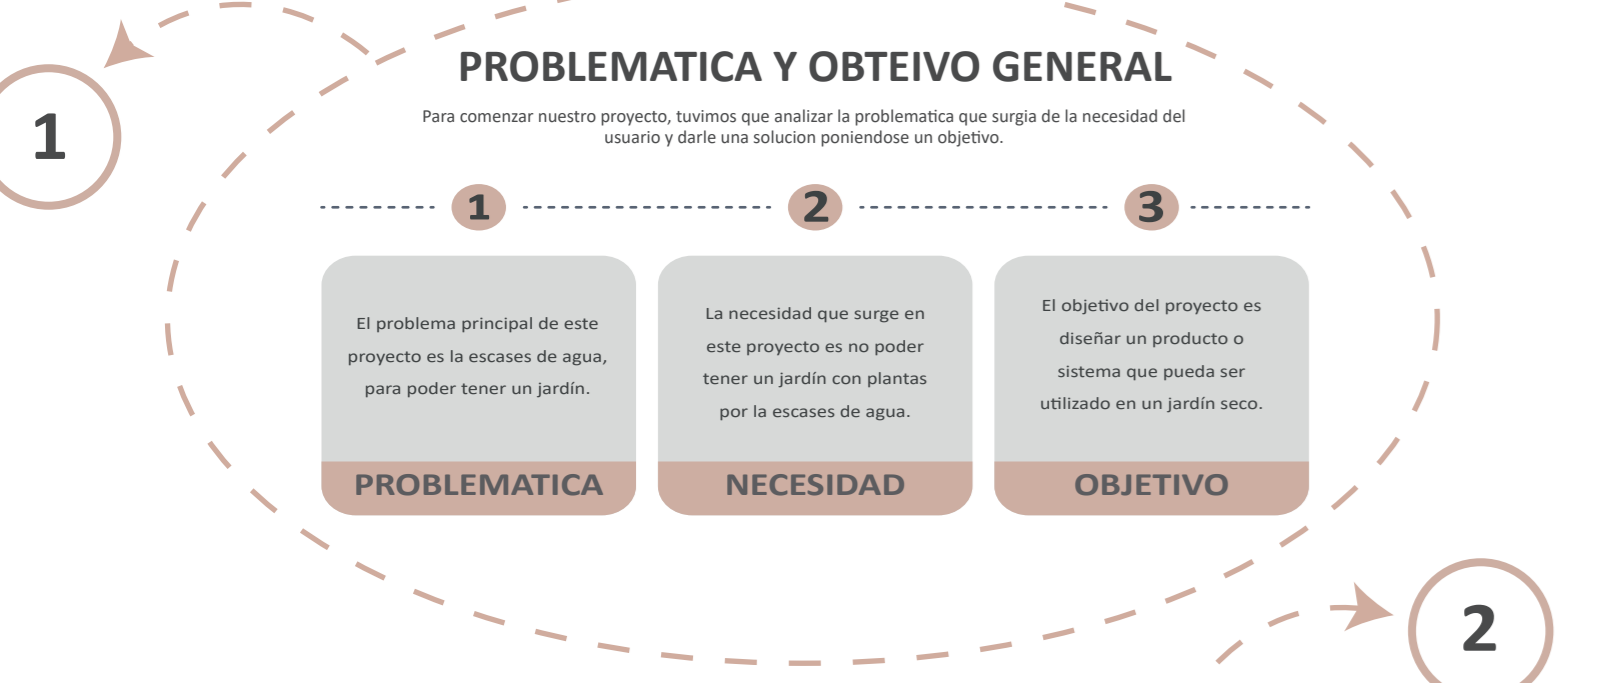 1
PROBLEMATICA Y OBTEIVO GENERAL
Para comenzar nuestro proyecto, tuvimos que analizar la problematica que surgia de la necesidad del
usuario y darle una solucion poniendose un objetivo.
1
2
3
El problema principal de este
proyecto es la escases de agua,
para poder tener un jardín.
PROBLEMATICA
La necesidad que surge en
este proyecto es no poder
tener un jardín con plantas
por la escases de agua.
NECESIDAD
El objetivo del proyecto es
diseñar un producto o
sistema que pueda ser
utilizado en un jardín seco.
OBJETIVO
2